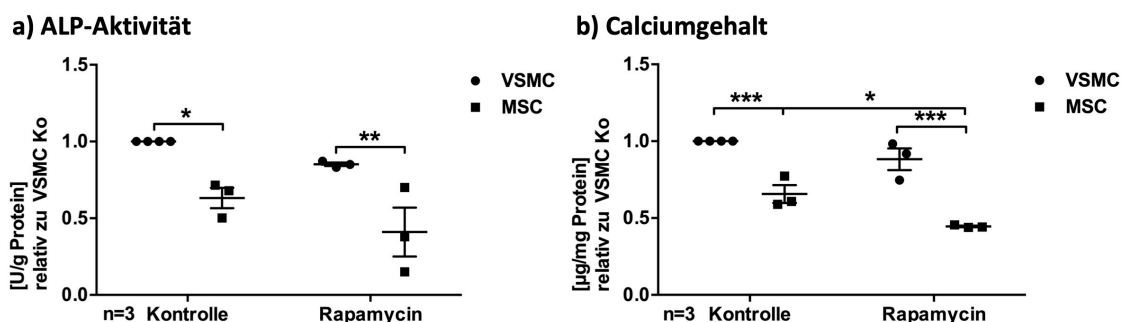 a) ALP-Aktivität
1.5
1.0
0.5
0.0
[U/g Protein]
relativ zu VSMC Ko
*
**
VSMC
MSC
n=3 Kontrolle
Rapamycin
b) Calciumgehalt
1.5
1.0
0.5
0.0
[µg/mg Protein]
relativ zu VSMC Ko
***
*
***
VSMC
MSC
n=3 Kontrolle
Rapamycin